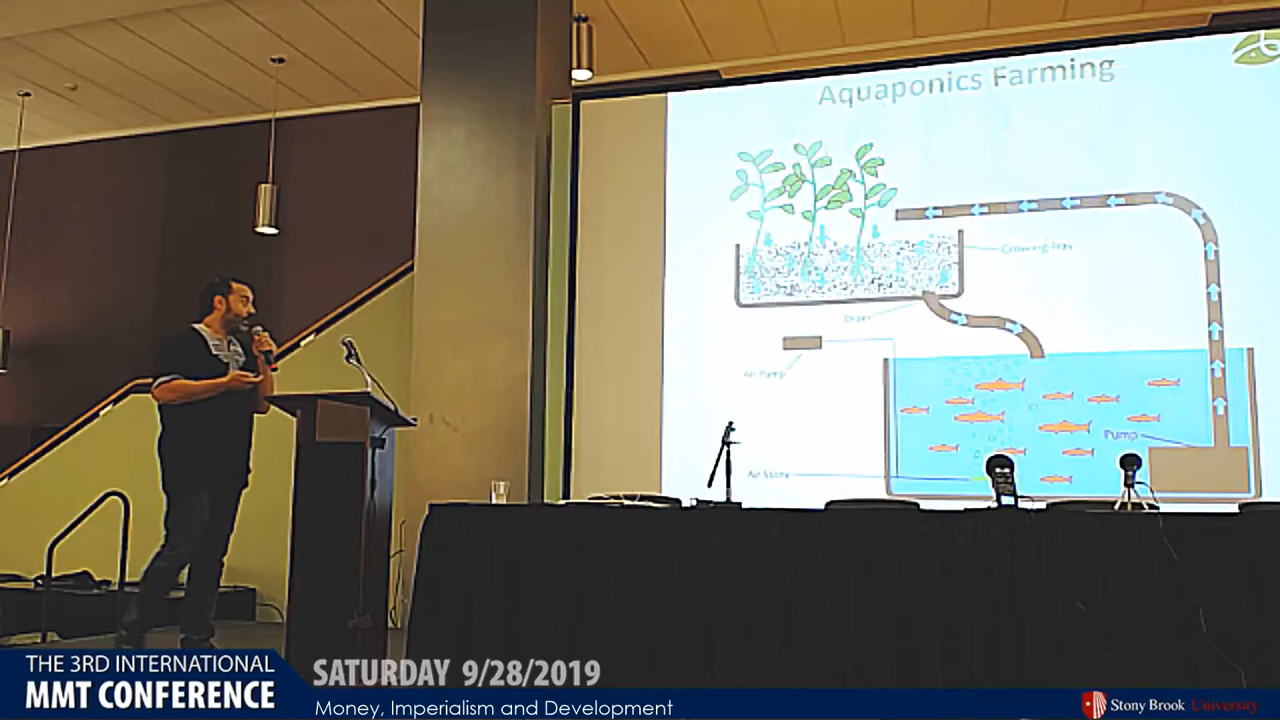 Aquaponics Farming
Growing Tray
Drain
Air Pump
Pump
Air Stone
THE 3RD INTERNATIONAL
MMT CONFERENCE
SATURDAY 9/28/2019
Money, Imperialism and Development
Stony Brook University